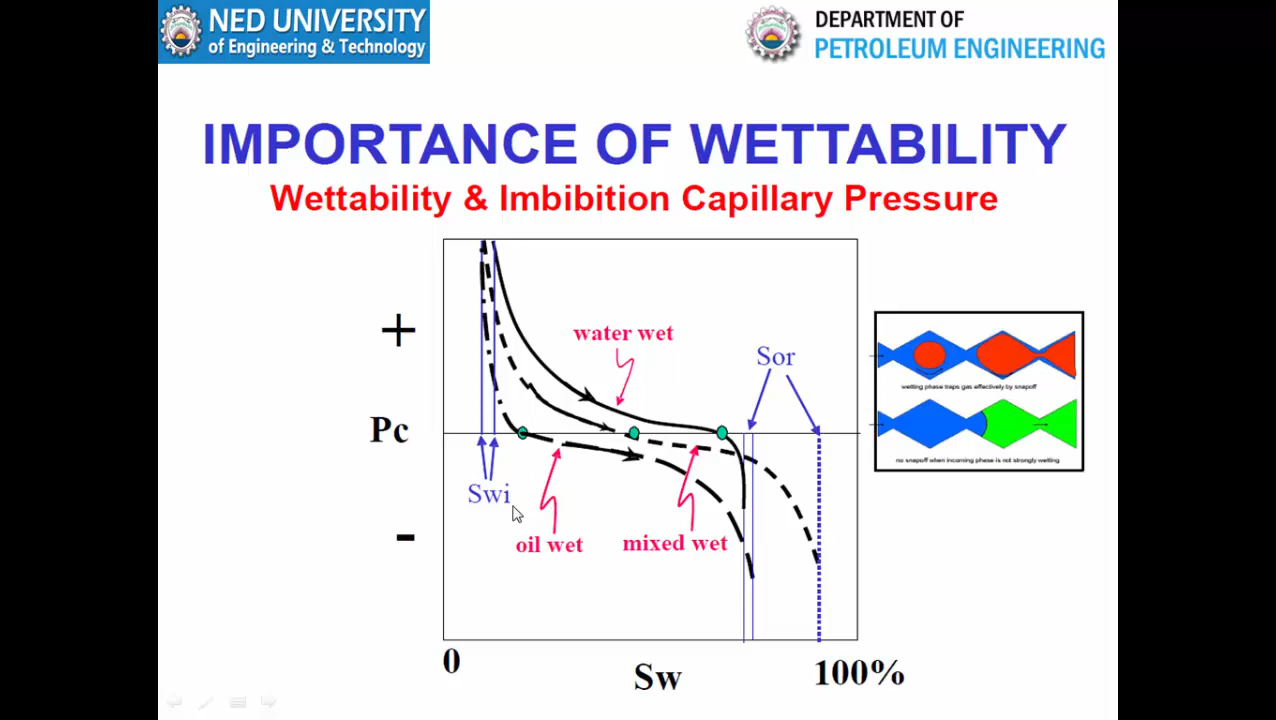 NED UNIVERSITY
of Engineering & Technology
DEPARTMENT OF
PETROLEUM ENGINEERING
IMPORTANCE OF WETTABILITY
Wettability & Imbibition Capillary Pressure
+
water wet
Sor
wetting phase traps gas effectively by snapoff
Pc
no snapoff when incoming phase is not strongly wetting
Swi
-
oil wet
mixed wet
0
Sw
100%